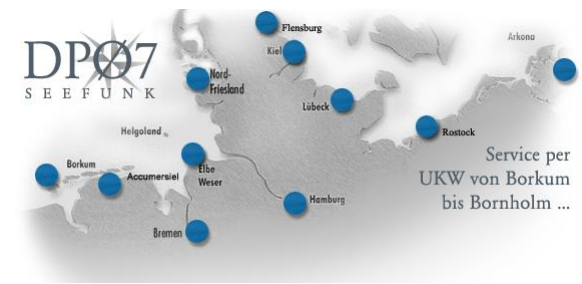 DPØ7
SEEFUNK
Flensburg
Kiel
Arkona
Nord-
Friesland
Lübeck
Rostock
Helgoland
Borkum
Accumersiel
Elbe
Weser
Hamburg
Bremen
Service per
UKW von Borkum
bis Bornholm ...